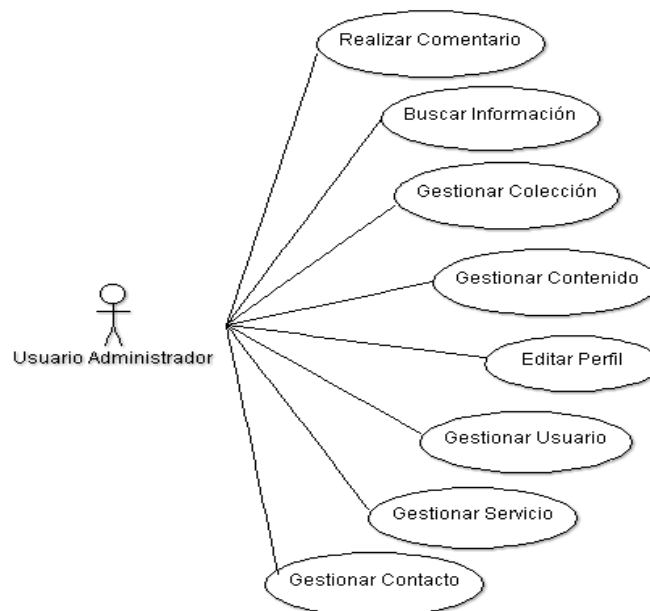 Realizar Comentario
Buscar Información
Gestionar Colección
Gestionar Contenido
Usuario Administrador
Editar Perfil
Gestionar Usuario
Gestionar Servicio
Gestionar Contacto